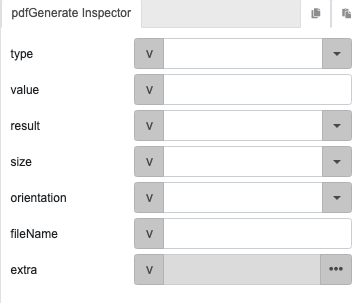 pdfGenerate Inspector
type V
value V
result V
size V
orientation V
fileName V
extra V •••